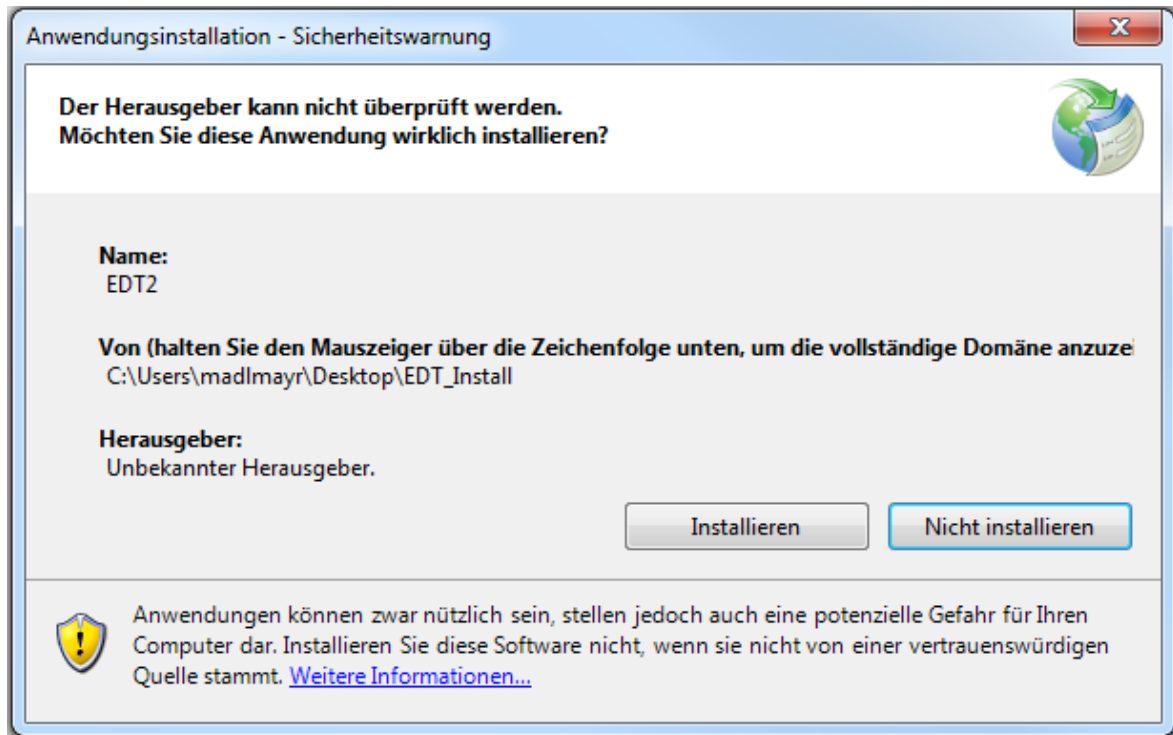 Anwendungsinstallation - Sicherheitswarnung
Der Herausgeber kann nicht überprüft werden.
Möchten Sie diese Anwendung wirklich installieren?
Name:
EDT2
Von (halten Sie den Mauszeiger über die Zeichenfolge unten, um die vollständige Domäne anzuzei
C:\Users\madlmayr\Desktop\EDT_Install
Herausgeber:
Unbekannter Herausgeber.
Installieren
Nicht installieren
Anwendungen können zwar nützlich sein, stellen jedoch auch eine potenzielle Gefahr für Ihren
Computer dar. Installieren Sie diese Software nicht, wenn sie nicht von einer vertrauenswürdigen
Quelle stammt. Weitere Informationen...